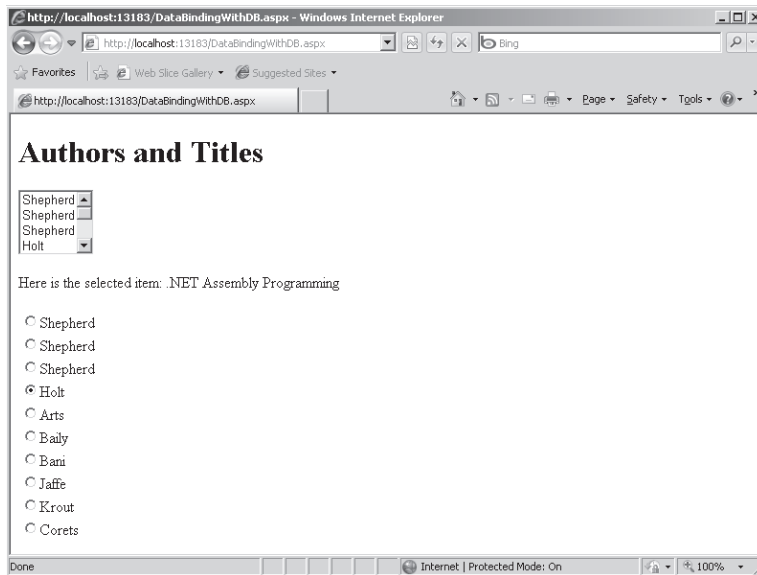 http://localhost:13183/DataBindingWithDB.aspx - Windows Internet Explorer
http://localhost:13183/DataBindingWithDB.aspx
Bing
Favorites Web Slice Gallery Suggested Sites
http://localhost:13183/DataBindingWithDB.aspx
Page Safety Tools
Authors and Titles
Shepherd
Shepherd
Shepherd
Holt
Here is the selected item: .NET Assembly Programming
Shepherd
Shepherd
Shepherd
Holt
Arts
Baily
Bani
Jaffe
Krout
Corets
Done Internet | Protected Mode: On 100%